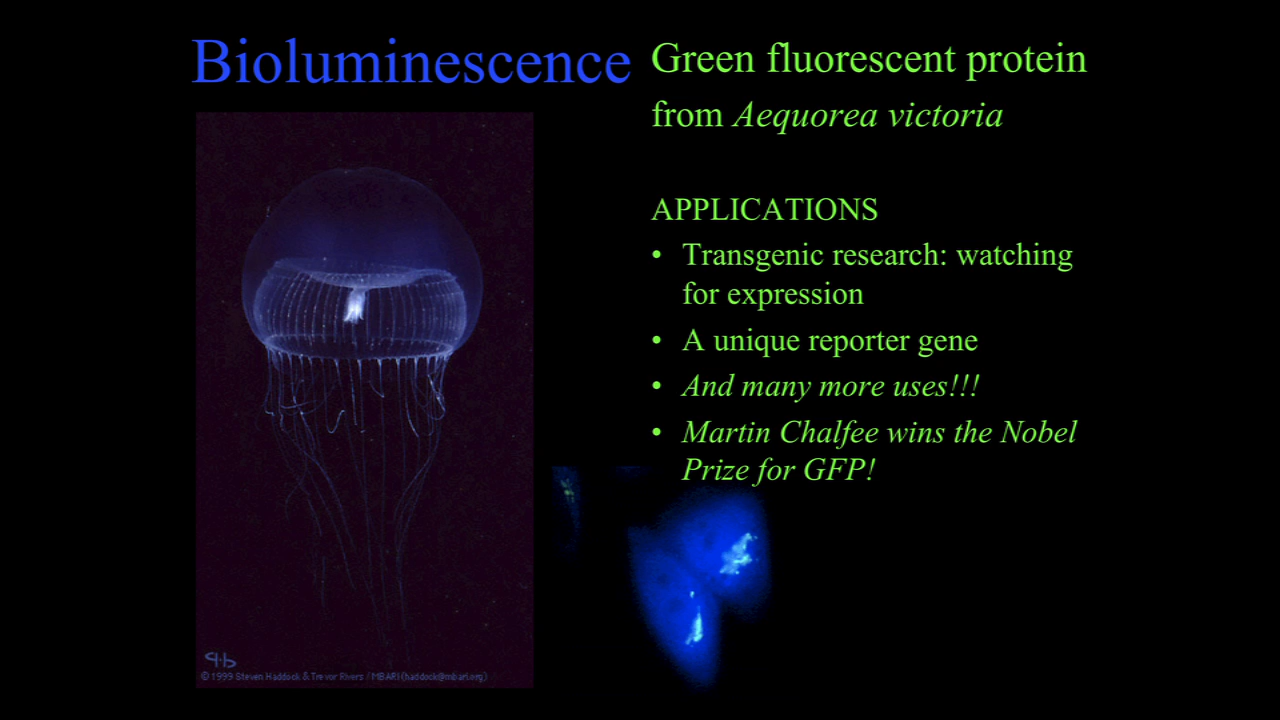 Bioluminescence
Green fluorescent protein
from Aequorea victoria
APPLICATIONS
• Transgenic research: watching
for expression
• A unique reporter gene
• And many more uses!!!
• Martin Chalfee wins the Nobel
Prize for GFP!
© 1999 Steven Haddock & Trevor Rivers / MBARI (haddock@mbari.org)